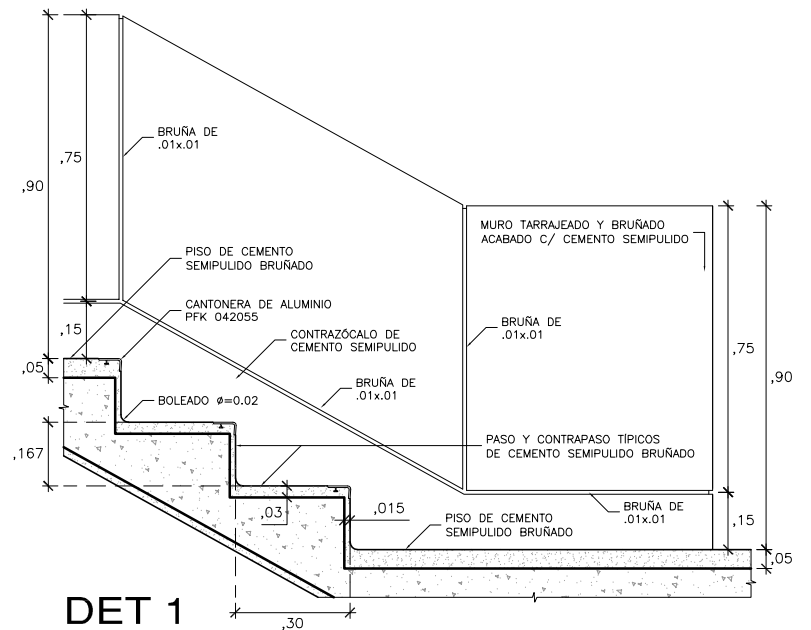 ,90
,75
BRUÑA DE
.01x.01
MURO TARRAJEADO Y BRUÑADO
ACABADO C/ CEMENTO SEMIPULIDO
PISO DE CEMENTO
SEMIPULIDO BRUÑADO
CANTONERA DE ALUMINIO
PFK 042055
,15
CONTRAZÓCALO DE
CEMENTO SEMIPULIDO
BRUÑA DE
.01x.01
,75
,90
,05
BOLEADO ø=0.02
BRUÑA DE
.01x.01
PASO Y CONTRAPASO TÍPICOS
DE CEMENTO SEMIPULIDO BRUÑADO
,167
,03
,015
PISO DE CEMENTO
SEMIPULIDO BRUÑADO
BRUÑA DE
.01x.01
,15
,05
DET 1
,30